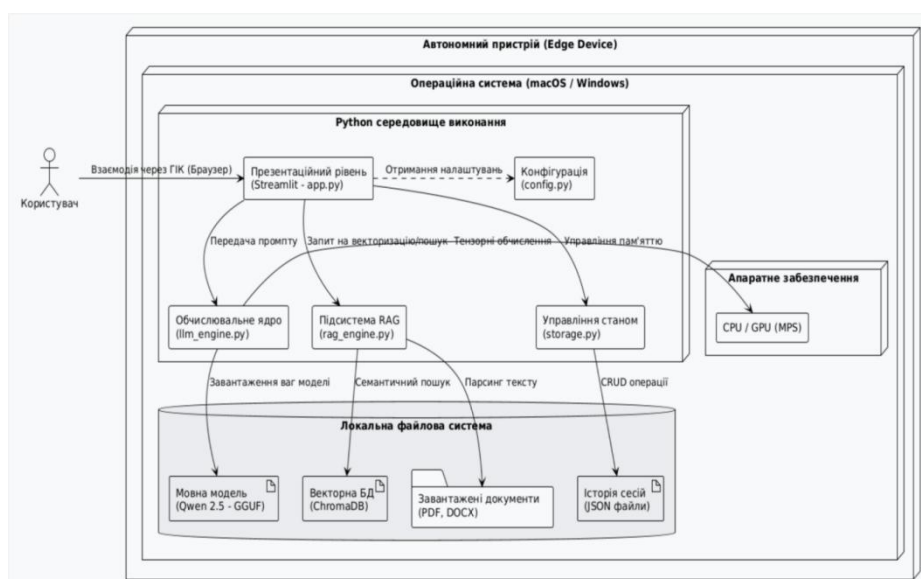 Автономний пристрій (Edge Device)
Операційна система (macOS / Windows)
Python середовище виконання
Взаємодія через ГІК (Браузер)
Презентаційний рівень
(Streamlit - app.py)
Отримання налаштувань
Конфігурація
(config.py)
Користувач
Передача промпту
Запит на векторизацію/пошук
Тензорні обчислення
Управління пам'яттю
Апаратне забезпечення
CPU / GPU (MPS)
Обчислювальне ядро
(llm_engine.py)
Підсистема RAG
(rag_engine.py)
Управління станом
(storage.py)
Завантаження ваг моделі
Семантичний пошук
Парсинг тексту
CRUD операції
Локальна файлова система
Мовна модель
(Qwen 2.5 - GGUF)
Векторна БД
(ChromaDB)
Завантажені документи
(PDF, DOCX)
Історія сесій
(JSON файли)